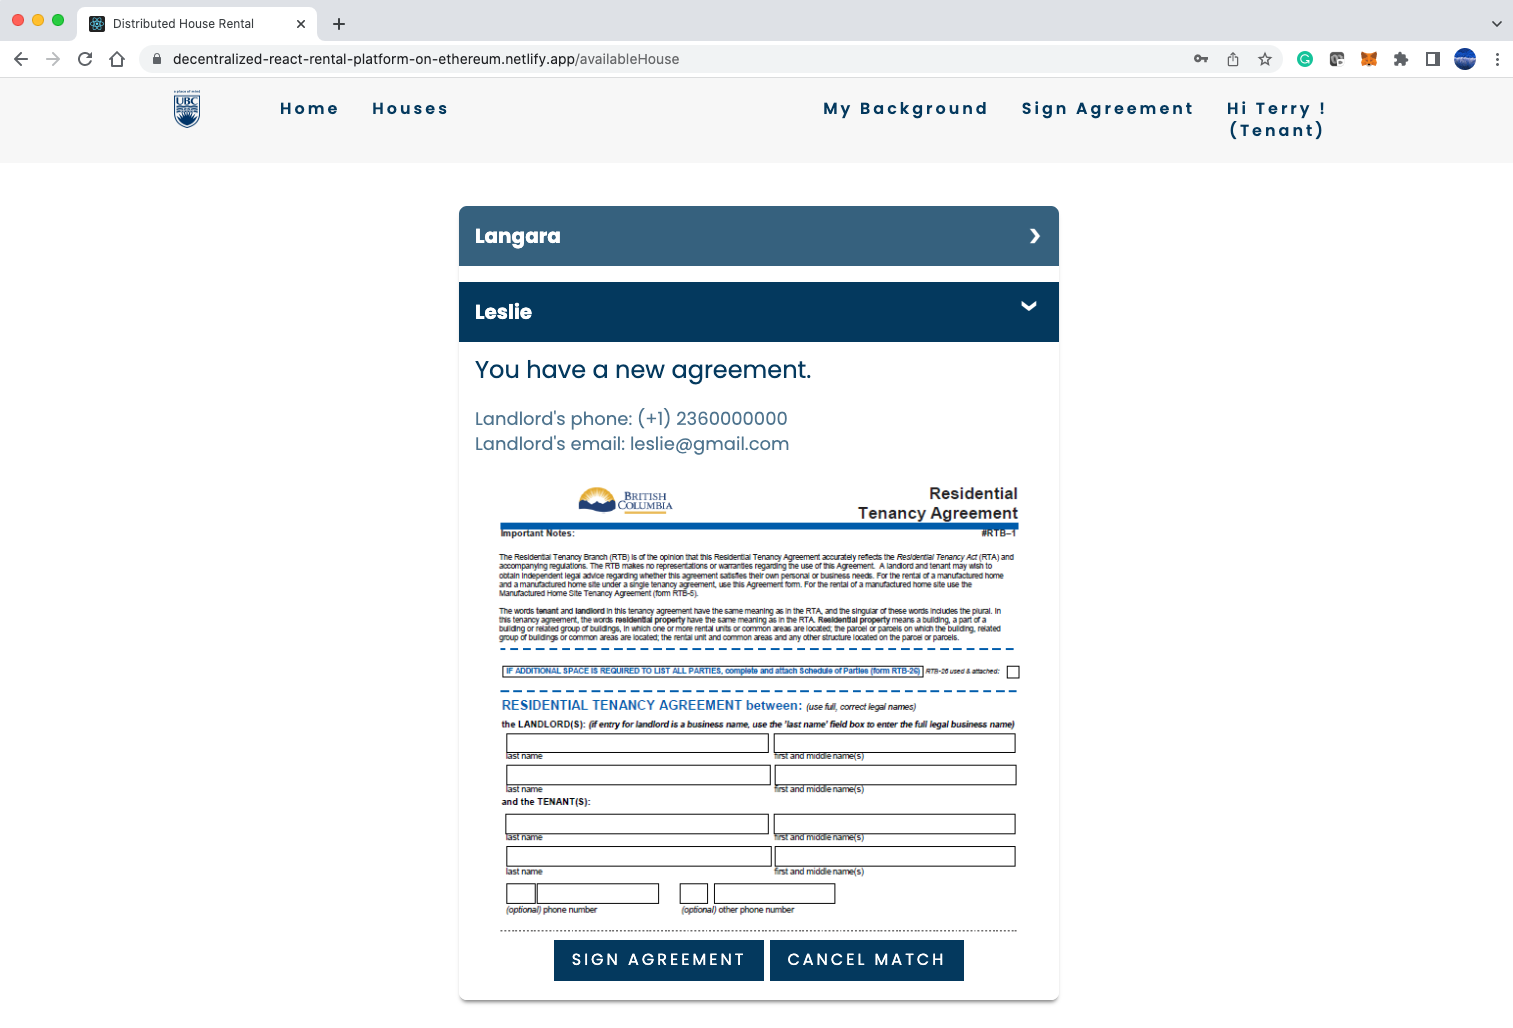 Distributed House Rental
decentralized-react-rental-platform-on-ethereum.netlify.app/availableHouse
UBC
Home Houses My Background Sign Agreement Hi Terry !
(Tenant)
Langara
Leslie
You have a new agreement.
Landlord's phone: (+1) 2360000000
Landlord's email: leslie@gmail.com
BRITISH
COLUMBIA
Residential
Tenancy Agreement
Important Notes: #RTB–1
The Residential Tenancy Branch (RTB) is of the opinion that this Residential Tenancy Agreement accurately reflects the Residential Tenancy Act (RTA) and
accompanying regulations. The RTB makes no representations or warranties regarding the use of this Agreement. A landlord and tenant may wish to
obtain independent legal advice regarding whether this agreement satisfies their own personal or business needs. For the rental of a manufactured home
and a manufactured home site under a single tenancy agreement, use this Agreement form. For the rental of a manufactured home site use the
Manufactured Home Site Tenancy Agreement (form RTB-5).
The words tenant and landlord in this tenancy agreement have the same meaning as in the RTA, and the singular of these words includes the plural. In
this tenancy agreement, the words residential property have the same meaning as in the RTA. Residential property means a building, a part of a
building or related group of buildings, in which one or more rental units or common areas are located; the parcel or parcels on which the building, related
group of buildings or common areas are located; the rental unit and common areas and any other structure located on the parcel or parcels.
IF ADDITIONAL SPACE IS REQUIRED TO LIST ALL PARTIES, complete and attach Schedule of Parties (form RTB-26) RTB-26 used & attached:
RESIDENTIAL TENANCY AGREEMENT between: (use full, correct legal names)
the LANDLORD(S): (if entry for landlord is a business name, use the 'last name' field box to enter the full legal business name)
last name first and middle name(s)
last name first and middle name(s)
and the TENANT(S):
last name first and middle name(s)
last name first and middle name(s)
(optional) phone number (optional) other phone number
SIGN AGREEMENT CANCEL MATCH